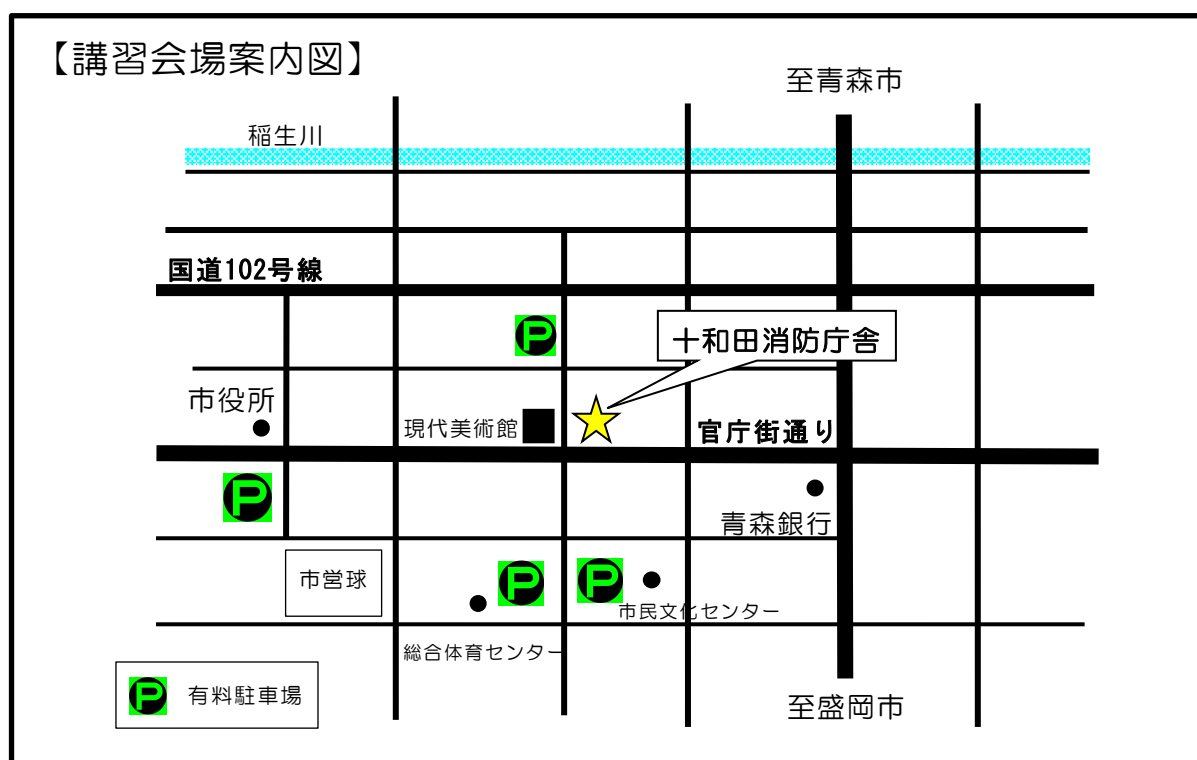 【講習会場案内図】
至青森市
稲生川
国道102号線
P
十和田消防庁舎
市役所
現代美術館
官庁街通り
P
青森銀行
市営球
P
P
市民文化センター
総合体育センター
P 有料駐車場
至盛岡市